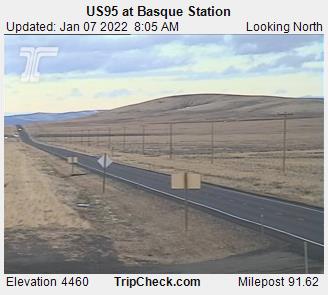 US95 at Basque Station
Updated: Jan 07 2022 8:05 AM Looking North
Elevation 4460 TripCheck.com Milepost 91.62